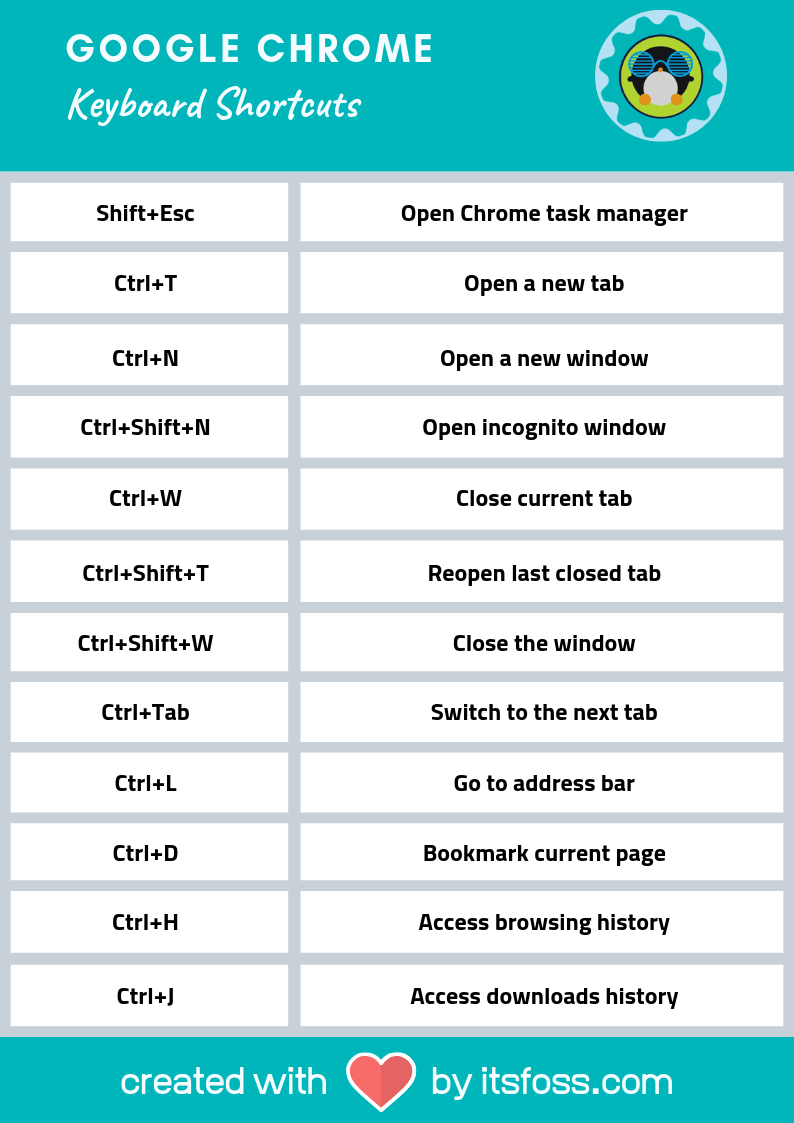 GOOGLE CHROME
Keyboard Shortcuts
Shift+Esc Open Chrome task manager
Ctrl+T Open a new tab
Ctrl+N Open a new window
Ctrl+Shift+N Open incognito window
Ctrl+W Close current tab
Ctrl+Shift+T Reopen last closed tab
Ctrl+Shift+W Close the window
Ctrl+Tab Switch to the next tab
Ctrl+L Go to address bar
Ctrl+D Bookmark current page
Ctrl+H Access browsing history
Ctrl+J Access downloads history
created with by itsfoss.com